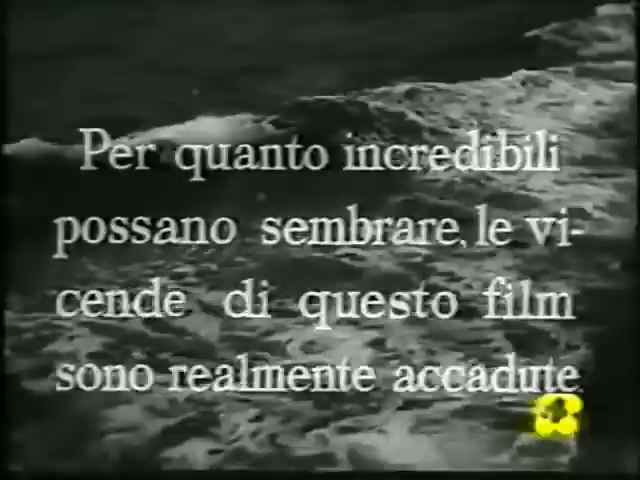 Per quanto incredibili
possano sembrare, le vi-
cende di questo film
sono realmente accadute.